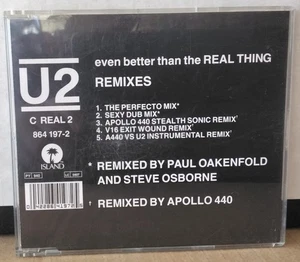 U2
C REAL 2
864 197-2
ISLAND
even better than the REAL THING
REMIXES
1. THE PERFECTO MIX*
2. SEXY DUB MIX*
3. APOLLO 440 STEALTH SONIC REMIX†
4. V16 EXIT WOUND REMIX†
5. A440 VS U2 INSTRUMENTAL REMIX†
* REMIXED BY PAUL OAKENFOLD
AND STEVE OSBORNE
† REMIXED BY APOLLO 440